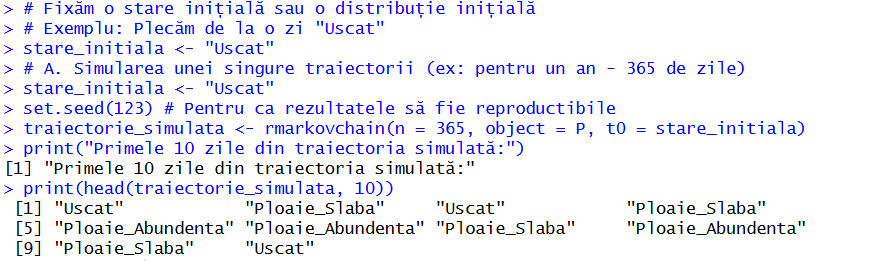 > # Fixăm o stare inițială sau o distribuție inițială
> # Exemplu: Plecăm de la o zi "Uscat"
> stare_initiala <- "Uscat"
> # A. Simularea unei singure traiectorii (ex: pentru un an - 365 de zile)
> stare_initiala <- "Uscat"
> set.seed(123) # Pentru ca rezultatele să fie reproductibile
> traiectorie_simulata <- rmarkovchain(n = 365, object = P, t0 = stare_initiala)
> print("Primele 10 zile din traiectoria simulată:")
[1] "Primele 10 zile din traiectoria simulată:"
> print(head(traiectorie_simulata, 10))
 [1] "Uscat"           "Ploaie_Slaba"    "Uscat"           "Ploaie_Slaba"
 [5] "Ploaie_Abundenta" "Ploaie_Abundenta" "Ploaie_Slaba"    "Ploaie_Abundenta"
 [9] "Ploaie_Slaba"    "Uscat"